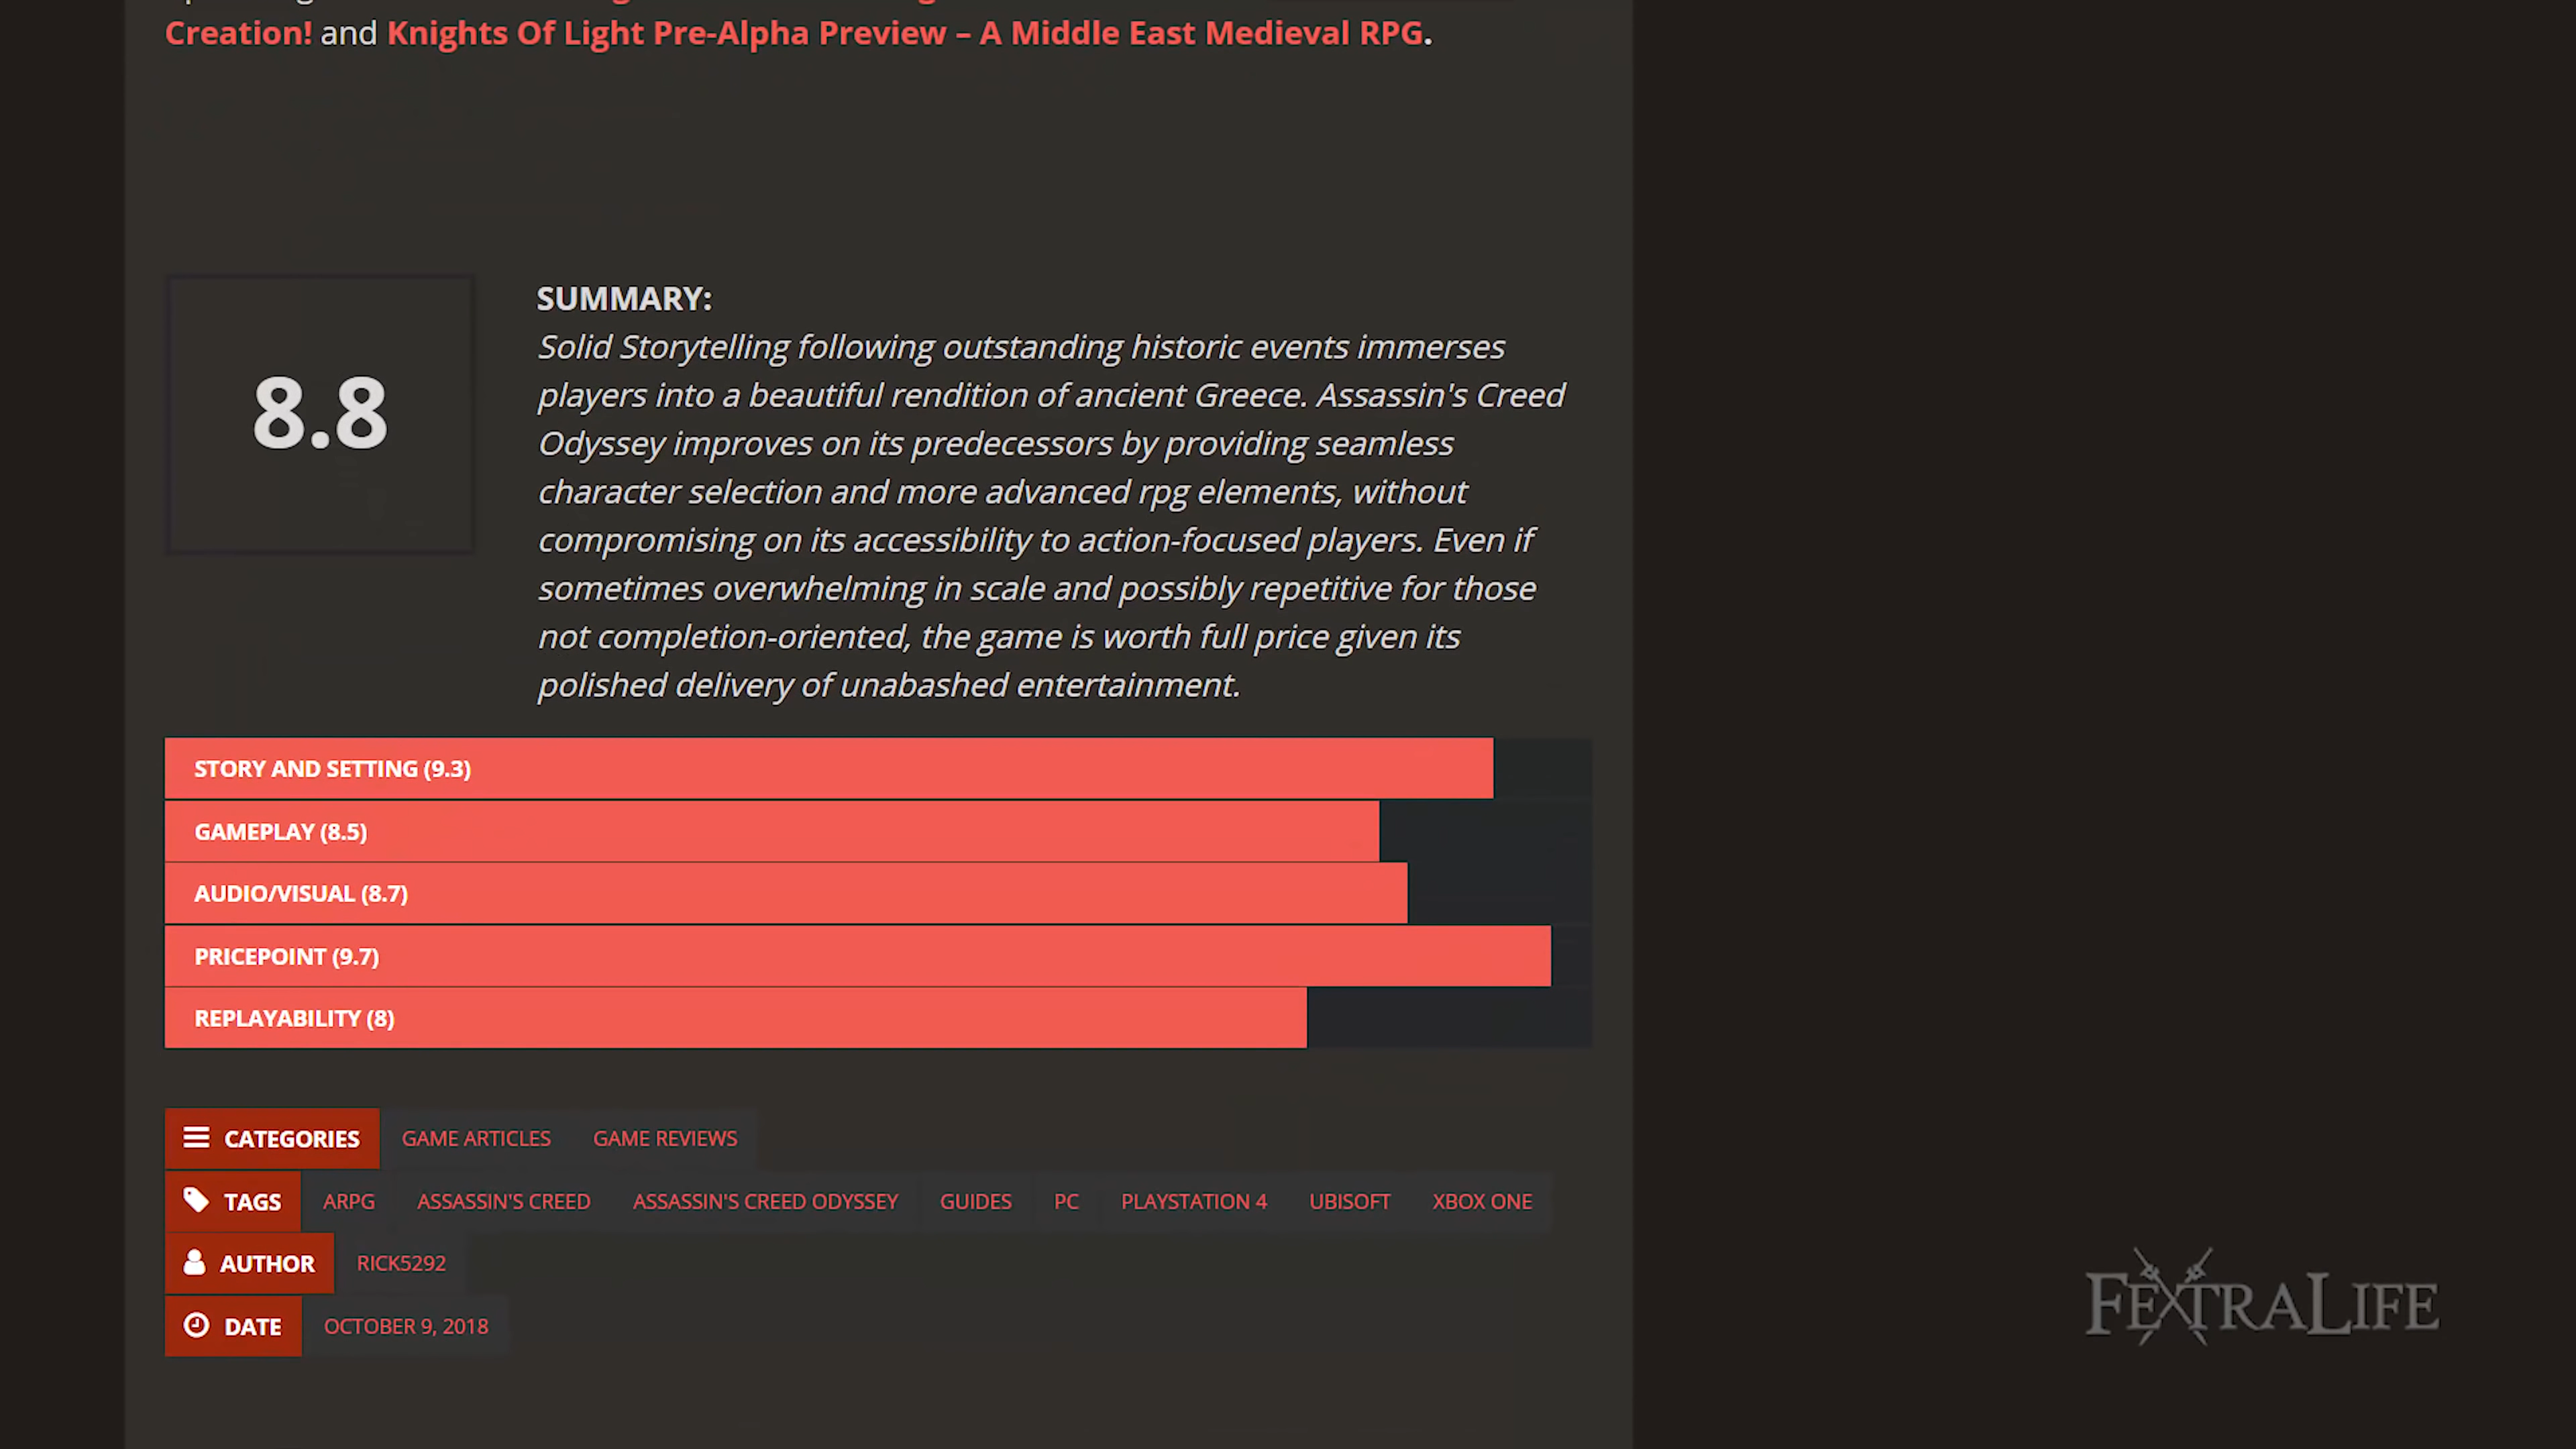 Creation! and Knights Of Light Pre-Alpha Preview – A Middle East Medieval RPG.
8.8
SUMMARY:
Solid Storytelling following outstanding historic events immerses
players into a beautiful rendition of ancient Greece. Assassin's Creed
Odyssey improves on its predecessors by providing seamless
character selection and more advanced rpg elements, without
compromising on its accessibility to action-focused players. Even if
sometimes overwhelming in scale and possibly repetitive for those
not completion-oriented, the game is worth full price given its
polished delivery of unabashed entertainment.
STORY AND SETTING (9.3)
GAMEPLAY (8.5)
AUDIO/VISUAL (8.7)
PRICEPOINT (9.7)
REPLAYABILITY (8)
CATEGORIES GAME ARTICLES GAME REVIEWS
TAGS ARPG ASSASSIN'S CREED ASSASSIN'S CREED ODYSSEY GUIDES PC PLAYSTATION 4 UBISOFT XBOX ONE
AUTHOR RICK5292
DATE OCTOBER 9, 2018
FEXTRALIFE